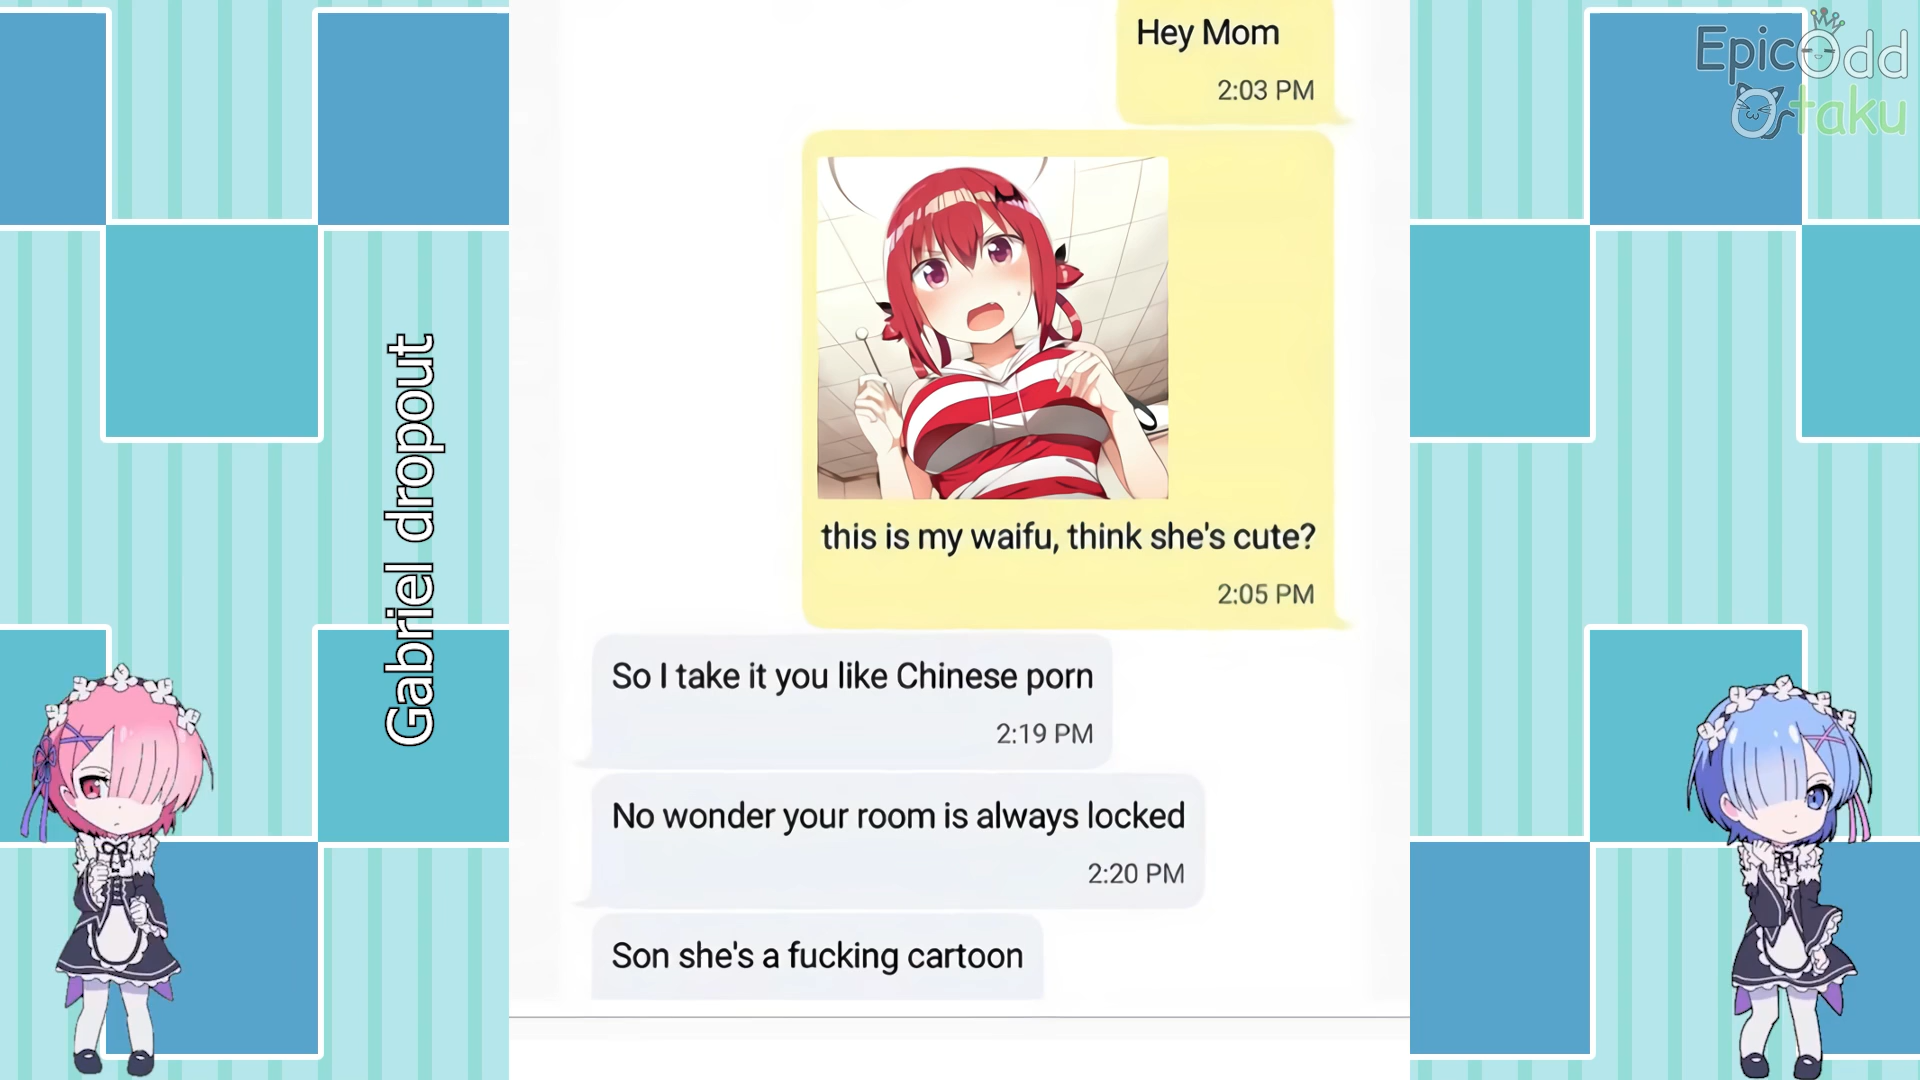 Hey Mom
2:03 PM
this is my waifu, think she's cute?
2:05 PM
So I take it you like Chinese porn
2:19 PM
No wonder your room is always locked
2:20 PM
Son she's a fucking cartoon
Gabriel dropout
EpicOdd
Otaku